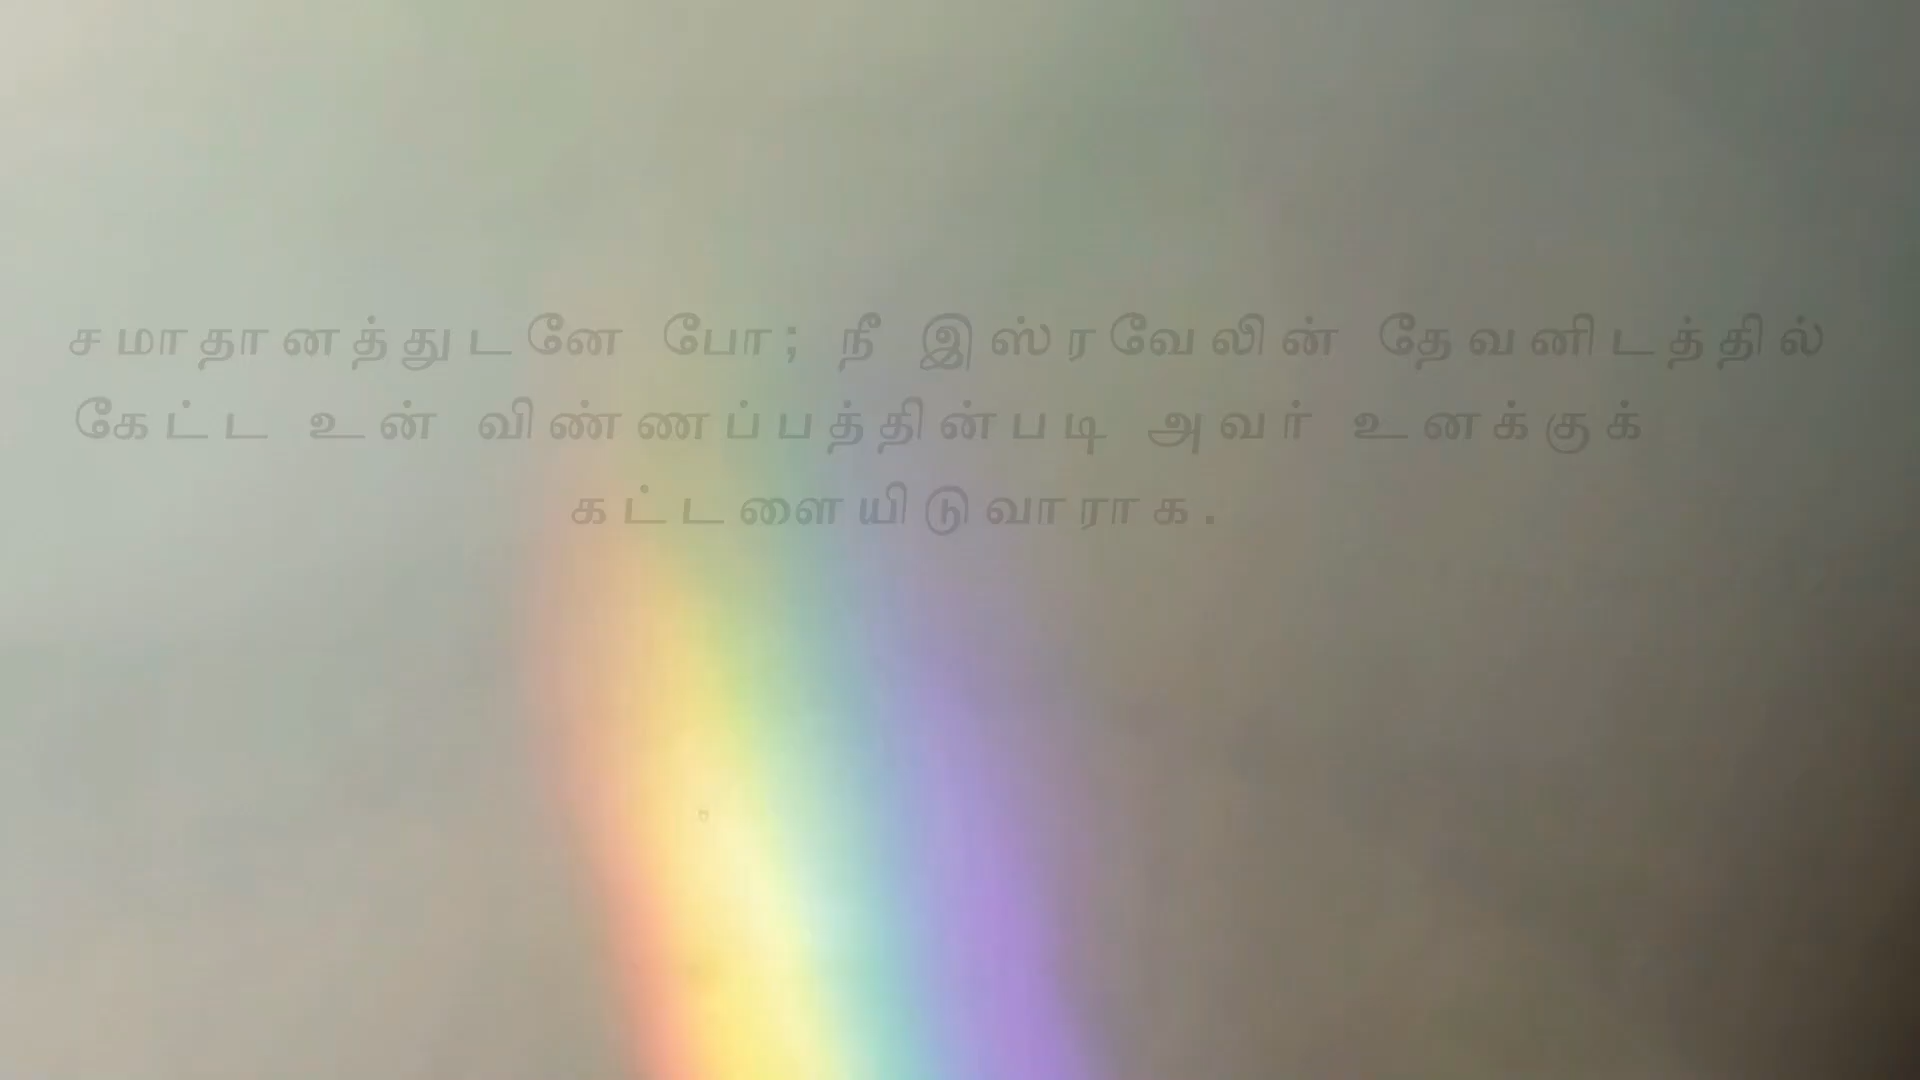 சமாதானத்துடனே போ; நீ இஸ்ரவேலின் தேவனிடத்தில்
கேட்ட உன் விண்ணப்பத்தின்படி அவர் உனக்குக்
கட்டளையிடுவாராக.